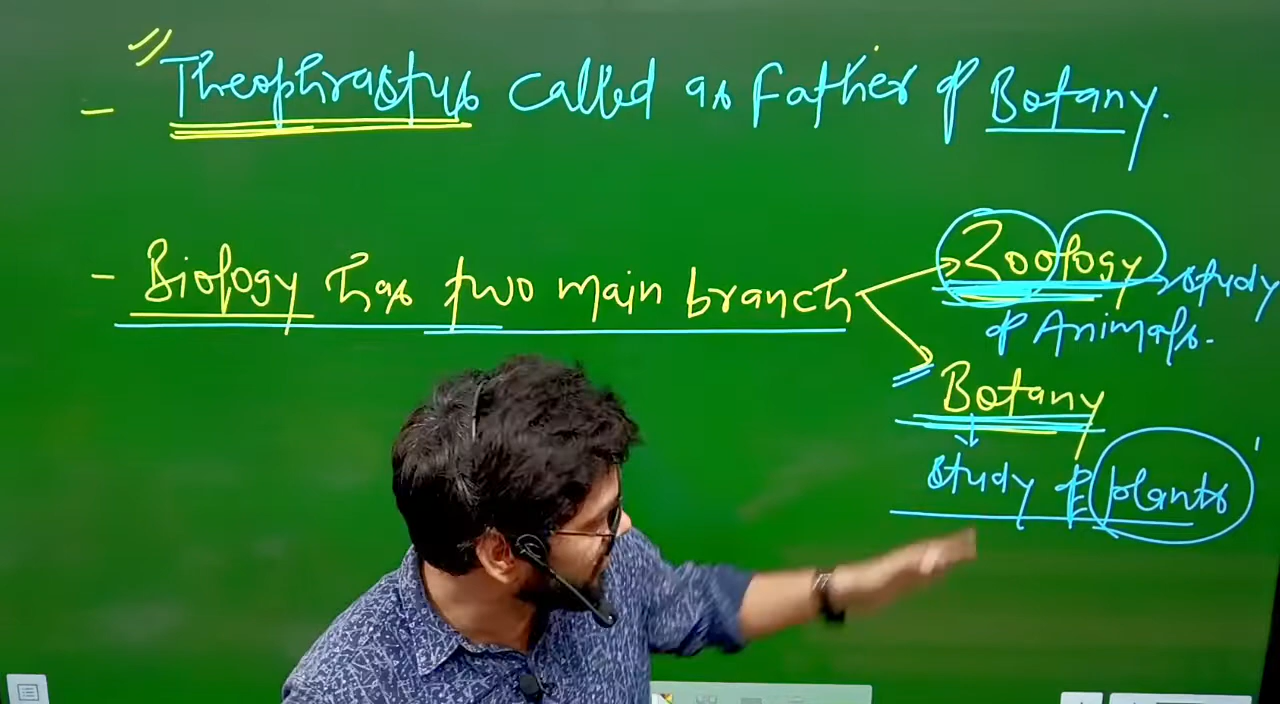 - Theophrastus called as Father of Botany.
- Biology has two main branch
Zoology → study
of Animals.
Botany
↓
study of plants